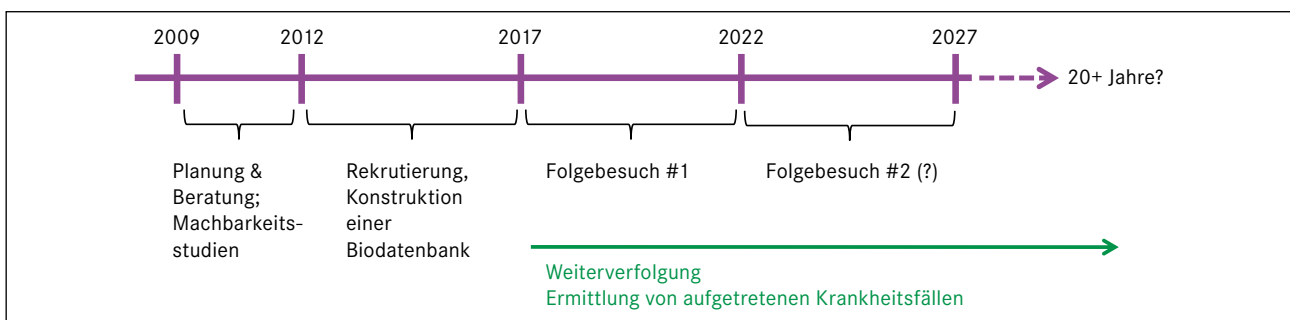 2009 2012 2017 2022 2027
20+ Jahre?
Planung &
Beratung;
Machbarkeits-
studien
Rekrutierung,
Konstruktion
einer
Biodatenbank
Folgebesuch #1
Folgebesuch #2 (?)
Weiterverfolgung
Ermittlung von aufgetretenen Krankheitsfällen